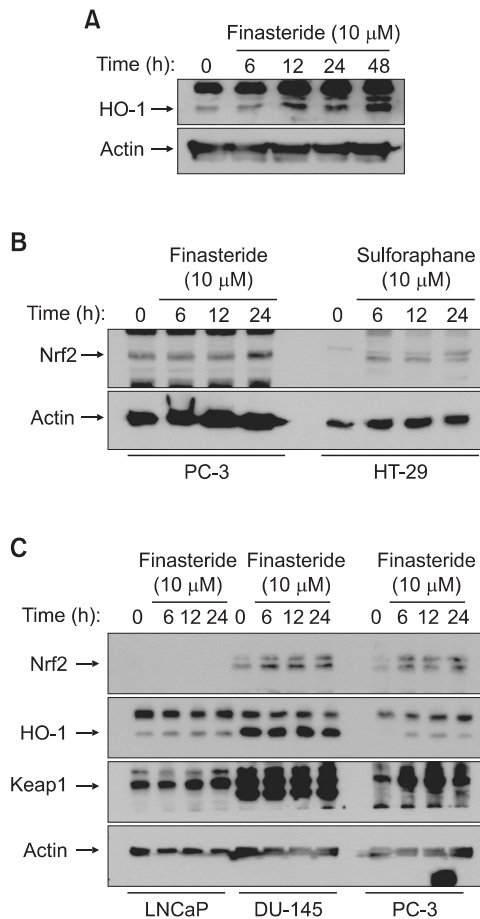 A
Finasteride (10 μM)
Time (h): 0 6 12 24 48
HO-1
Actin
B
Finasteride (10 μM) Sulforaphane (10 μM)
Time (h): 0 6 12 24 0 6 12 24
Nrf2
Actin
PC-3 HT-29
C
Finasteride (10 μM) Finasteride (10 μM) Finasteride (10 μM)
Time (h): 0 6 12 24 0 6 12 24 0 6 12 24
Nrf2
HO-1
Keap1
Actin
LNCaP DU-145 PC-3